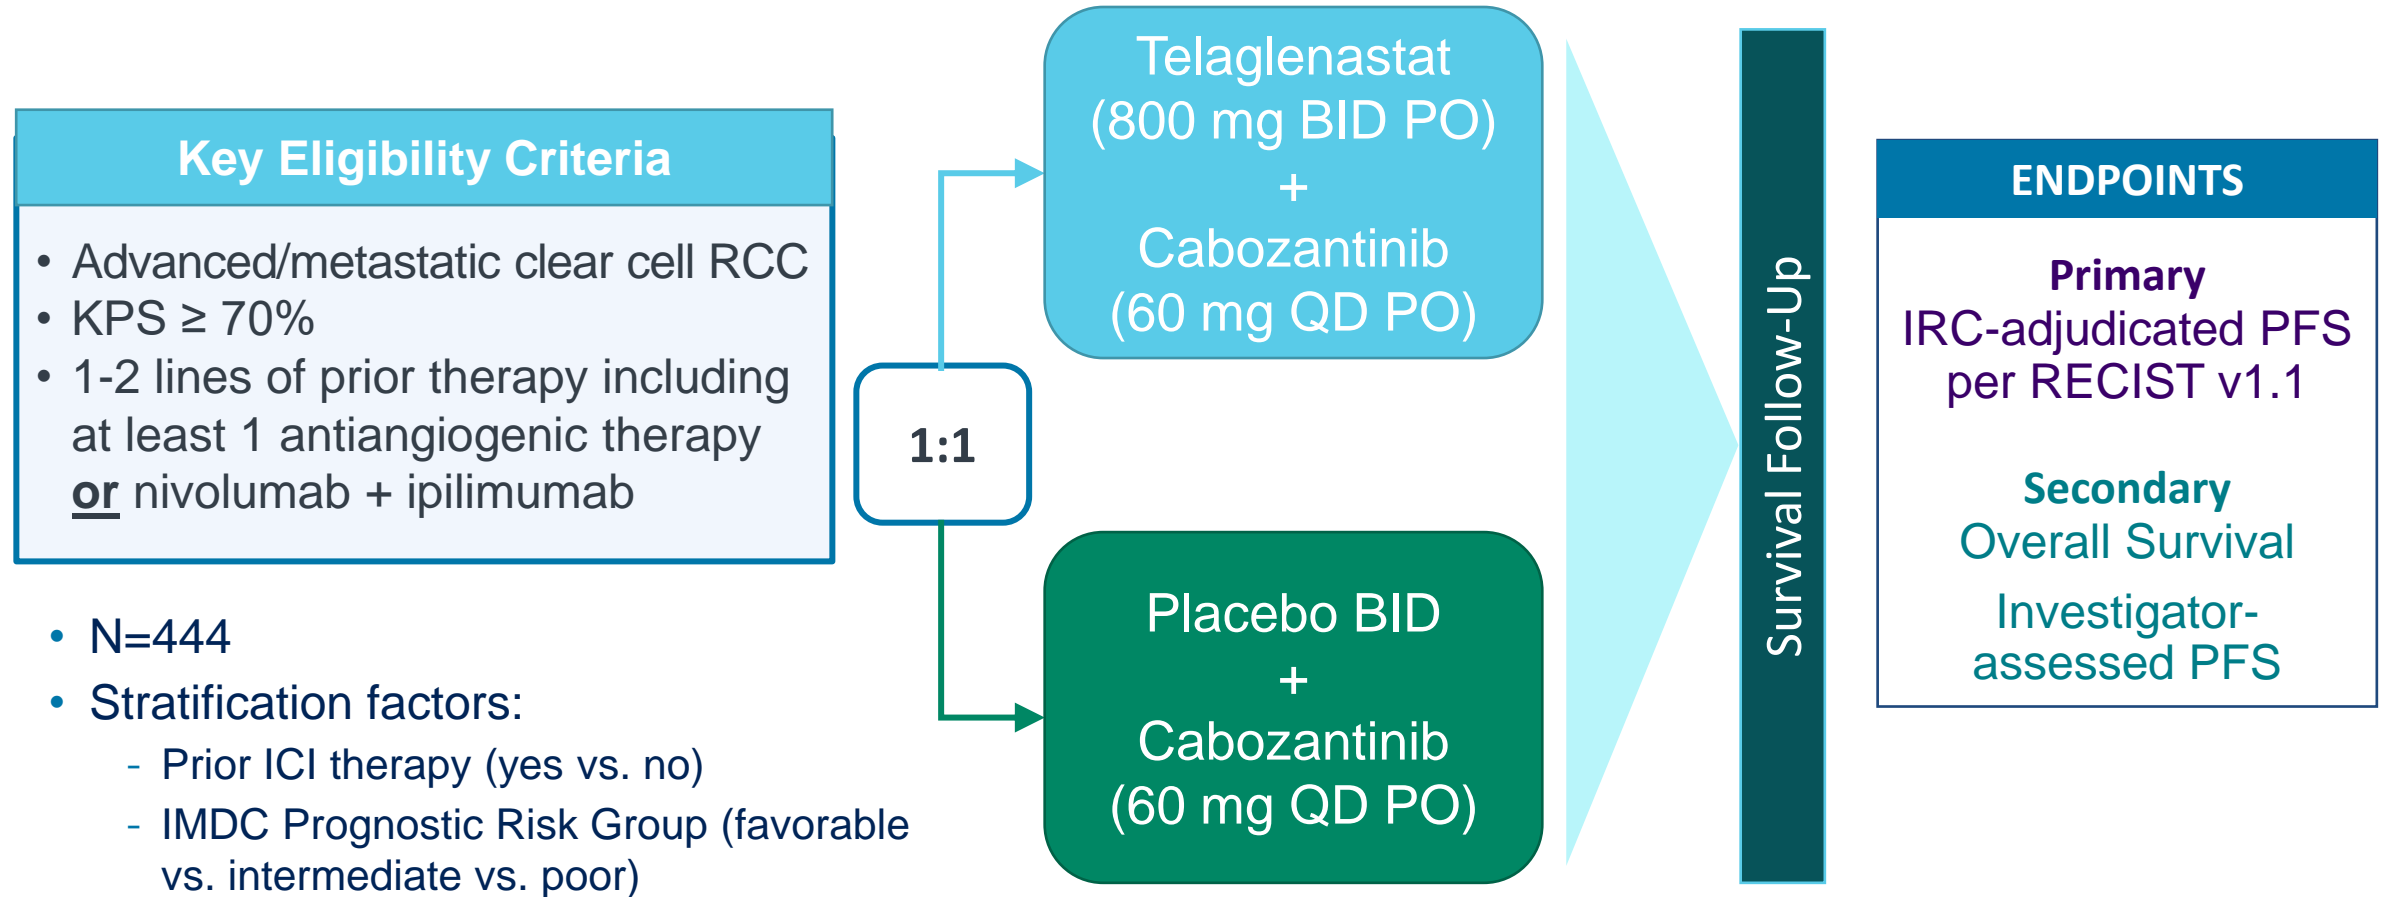 Key Eligibility Criteria
• Advanced/metastatic clear cell RCC
• KPS ≥ 70%
• 1-2 lines of prior therapy including
at least 1 antiangiogenic therapy
or nivolumab + ipilimumab
• N=444
• Stratification factors:
- Prior ICI therapy (yes vs. no)
- IMDC Prognostic Risk Group (favorable
vs. intermediate vs. poor)
1:1
Telaglenastat
(800 mg BID PO)
+
Cabozantinib
(60 mg QD PO)
Placebo BID
+
Cabozantinib
(60 mg QD PO)
Survival Follow-Up
ENDPOINTS
Primary
IRC-adjudicated PFS
per RECIST v1.1
Secondary
Overall Survival
Investigator-
assessed PFS